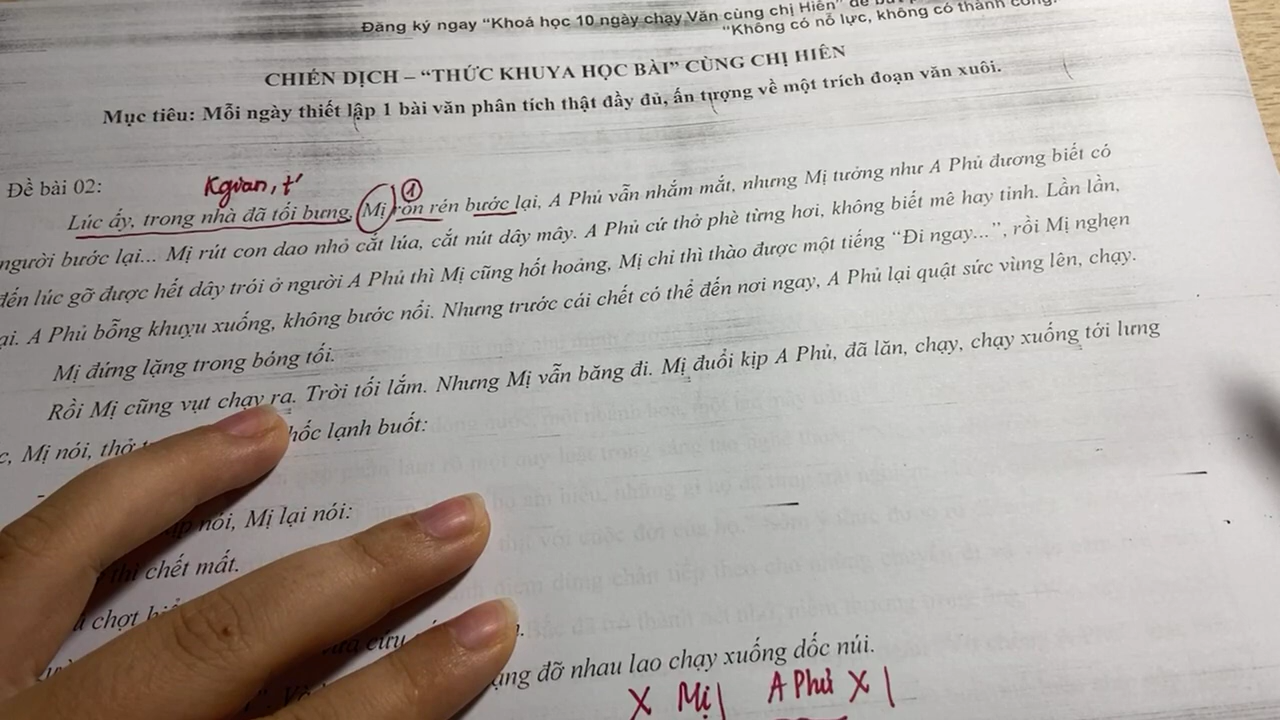 Đăng ký ngay “Khoá học 10 ngày chạy Văn cùng chị Hiên”
“Không có nỗ lực, không có thành công.
CHIẾN DỊCH – “THỨC KHUYA HỌC BÀI” CÙNG CHỊ HIÊN
Mục tiêu: Mỗi ngày thiết lập 1 bài văn phân tích thật đầy đủ, ấn tượng về một trích đoạn văn xuôi.
Đề bài 02:
Kgian, t'
1
Lúc ấy, trong nhà đã tối bưng, Mị rón rén bước lại, A Phủ vẫn nhắm mắt, nhưng Mị tưởng như A Phủ đương biết có
người bước lại... Mị rút con dao nhỏ cắt lúa, cắt nút dây mây. A Phủ cứ thở phè từng hơi, không biết mê hay tỉnh. Lần lần,
đến lúc gỡ được hết dây trói ở người A Phủ thì Mị cũng hốt hoảng, Mị chỉ thì thào được một tiếng “Đi ngay...”, rồi Mị nghẹn
lại. A Phủ bỗng khuỵu xuống, không bước nổi. Nhưng trước cái chết có thể đến nơi ngay, A Phủ lại quật sức vùng lên, chạy.
Mị đứng lặng trong bóng tối.
Rồi Mị cũng vụt chạy ra. Trời tối lắm. Nhưng Mị vẫn băng đi. Mị đuổi kịp A Phủ, đã lăn, chạy, chạy xuống tới lưng
Mị nói, thở hốc lạnh buốt:
nói, Mị lại nói:
thì chết mất.
chợt
cứu
đỡ nhau lao chạy xuống dốc núi.
X Mị | A Phủ X |